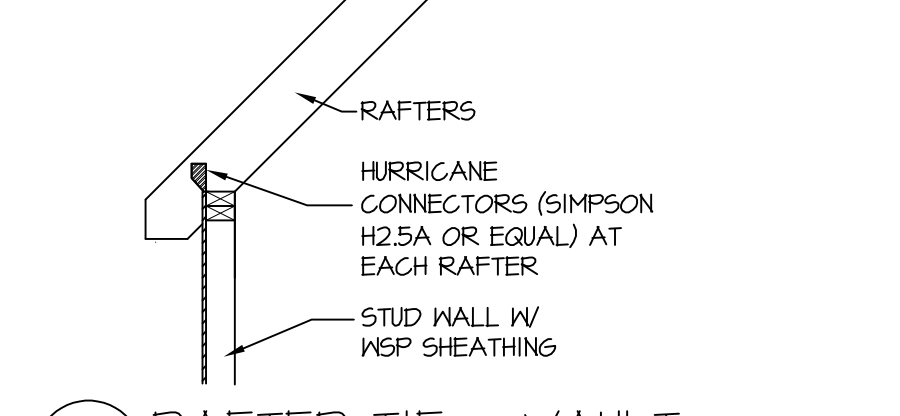 RAFTERS
HURRICANE
CONNECTORS (SIMPSON
H2.5A OR EQUAL) AT
EACH RAFTER
STUD WALL W/
WSP SHEATHING